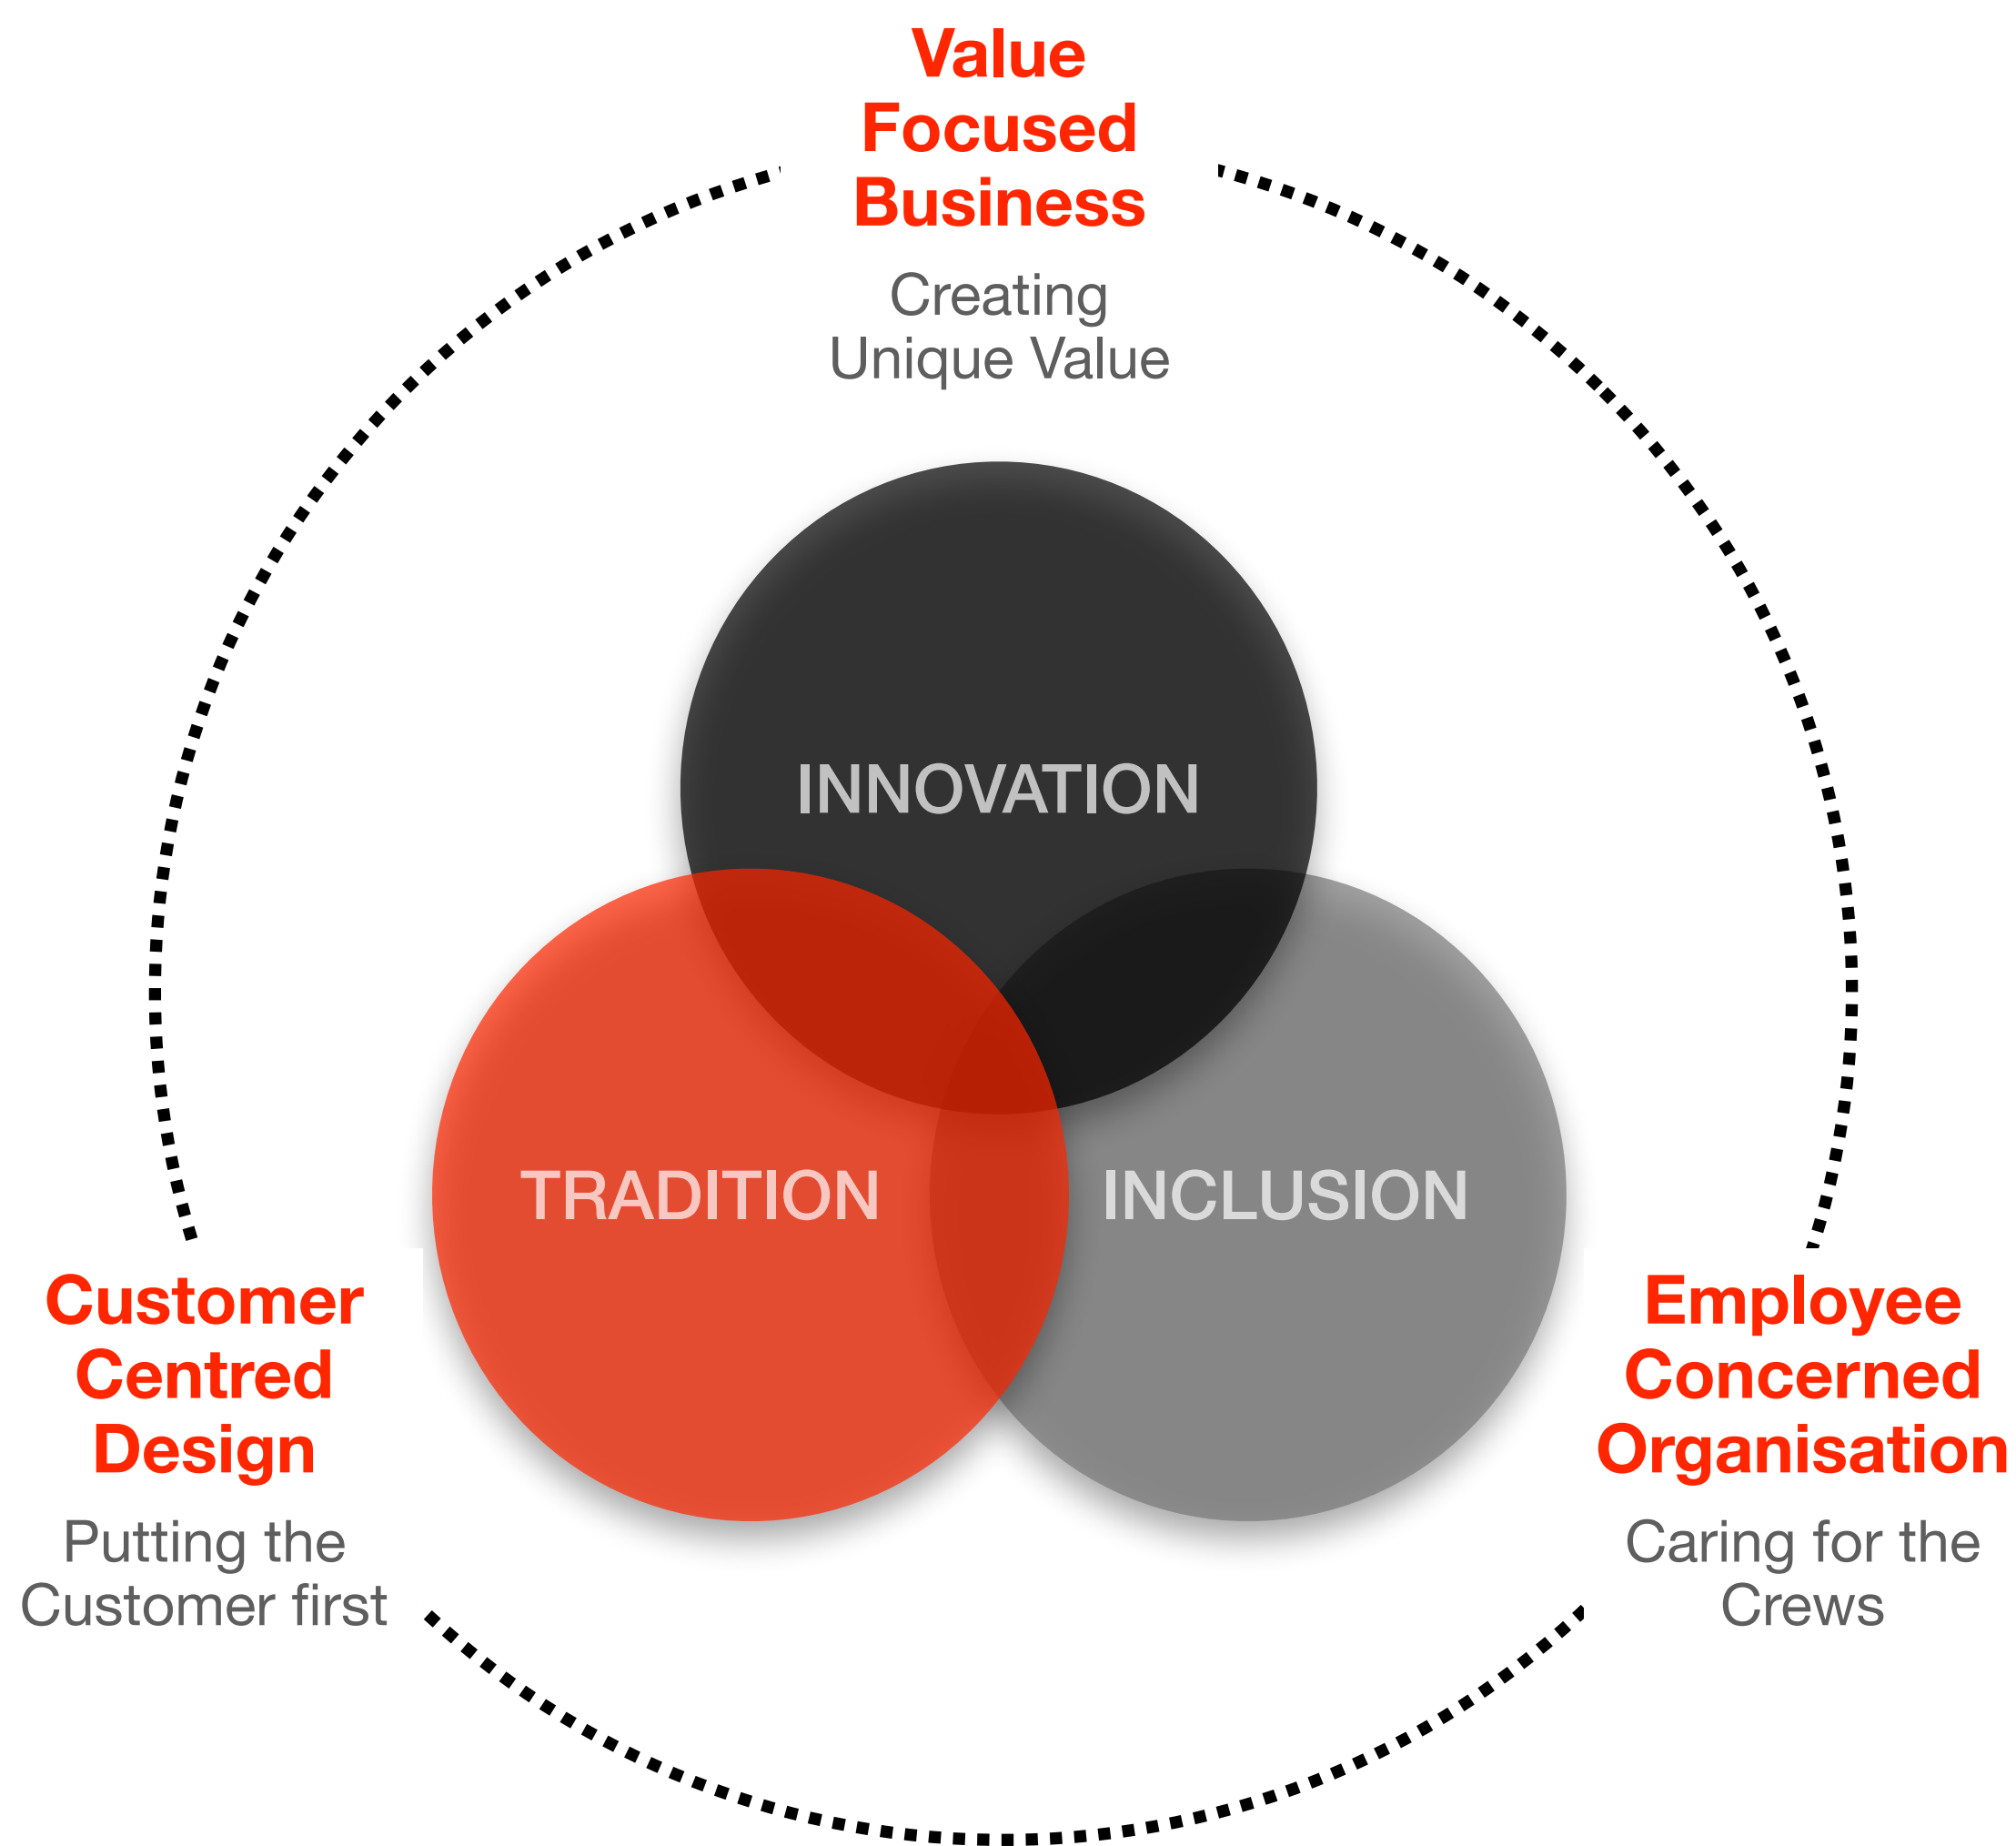 Value
Focused
Business
Creating
Unique Value
INNOVATION
TRADITION
INCLUSION
Customer
Centred
Design
Putting the
Customer first
Employee
Concerned
Organisation
Caring for the
Crews